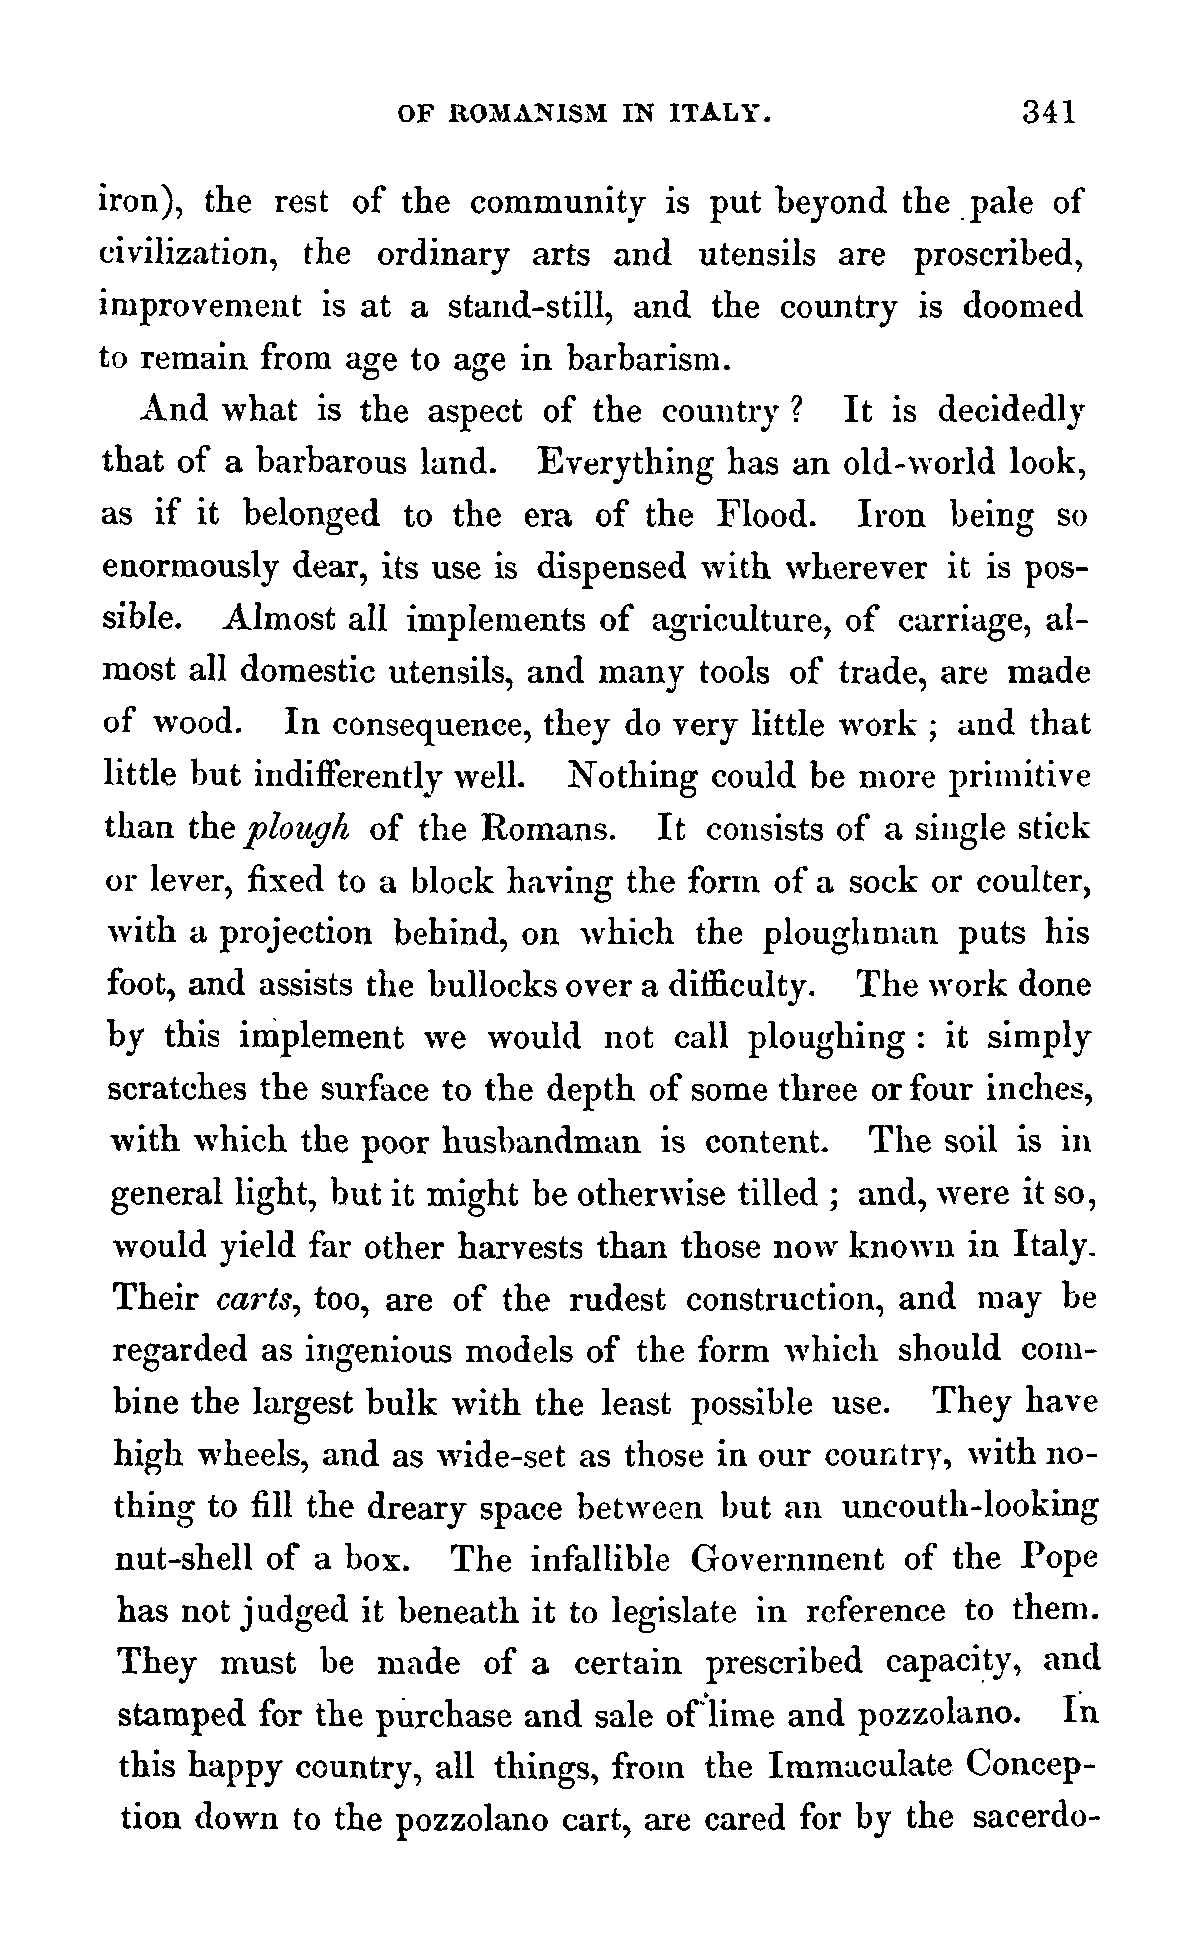 OF ROMANISM IN ITALY. 341
iron), the rest of the community is put beyond the pale of
civilization, the ordinary arts and utensils are proscribed,
improvement is at a stand-still, and the country is doomed
to remain from age to age in barbarism.
And what is the aspect of the country ? It is decidedly
that of a barbarous land. Everything has an old-world look,
as if it belonged to the era of the Flood. Iron being so
enormously dear, its use is dispensed with wherever it is pos-
sible. Almost all implements of agriculture, of carriage, al-
most all domestic utensils, and many tools of trade, are made
of wood. In consequence, they do very little work ; and that
little but indifferently well. Nothing could be more primitive
than the plough of the Romans. It consists of a single stick
or lever, fixed to a block having the form of a sock or coulter,
with a projection behind, on which the ploughman puts his
foot, and assists the bullocks over a difficulty. The work done
by this implement we would not call ploughing : it simply
scratches the surface to the depth of some three or four inches,
with which the poor husbandman is content. The soil is in
general light, but it might be otherwise tilled ; and, were it so,
would yield far other harvests than those now known in Italy.
Their carts, too, are of the rudest construction, and may be
regarded as ingenious models of the form which should com-
bine the largest bulk with the least possible use. They have
high wheels, and as wide-set as those in our country, with no-
thing to fill the dreary space between but an uncouth-looking
nut-shell of a box. The infallible Government of the Pope
has not judged it beneath it to legislate in reference to them.
They must be made of a certain prescribed capacity, and
stamped for the purchase and sale of lime and pozzolano. In
this happy country, all things, from the Immaculate Concep-
tion down to the pozzolano cart, are cared for by the sacerdo-